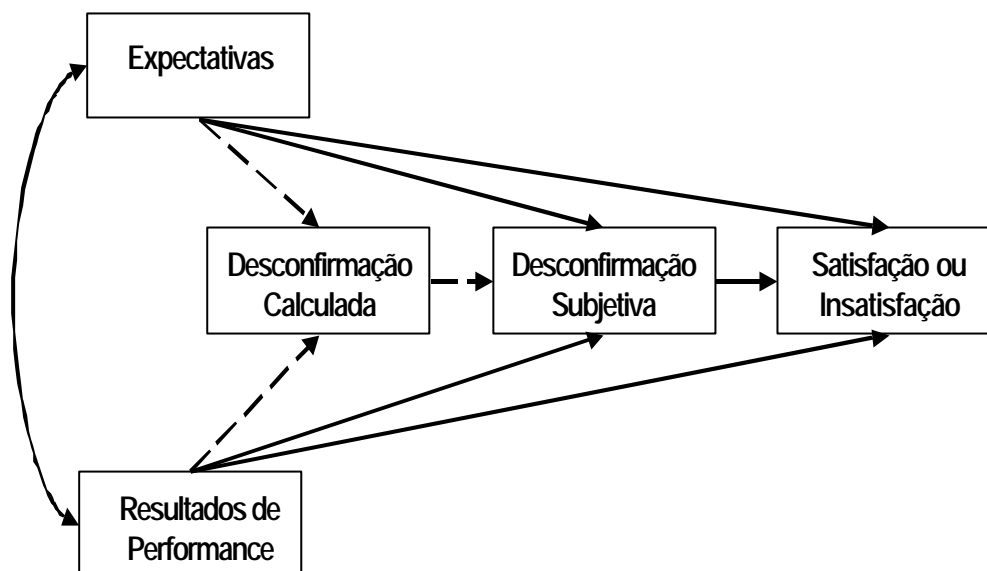 Expectativas
Desconfirmação
Calculada
Desconfirmação
Subjetiva
Satisfação ou
Insatisfação
Resultados de
Performance